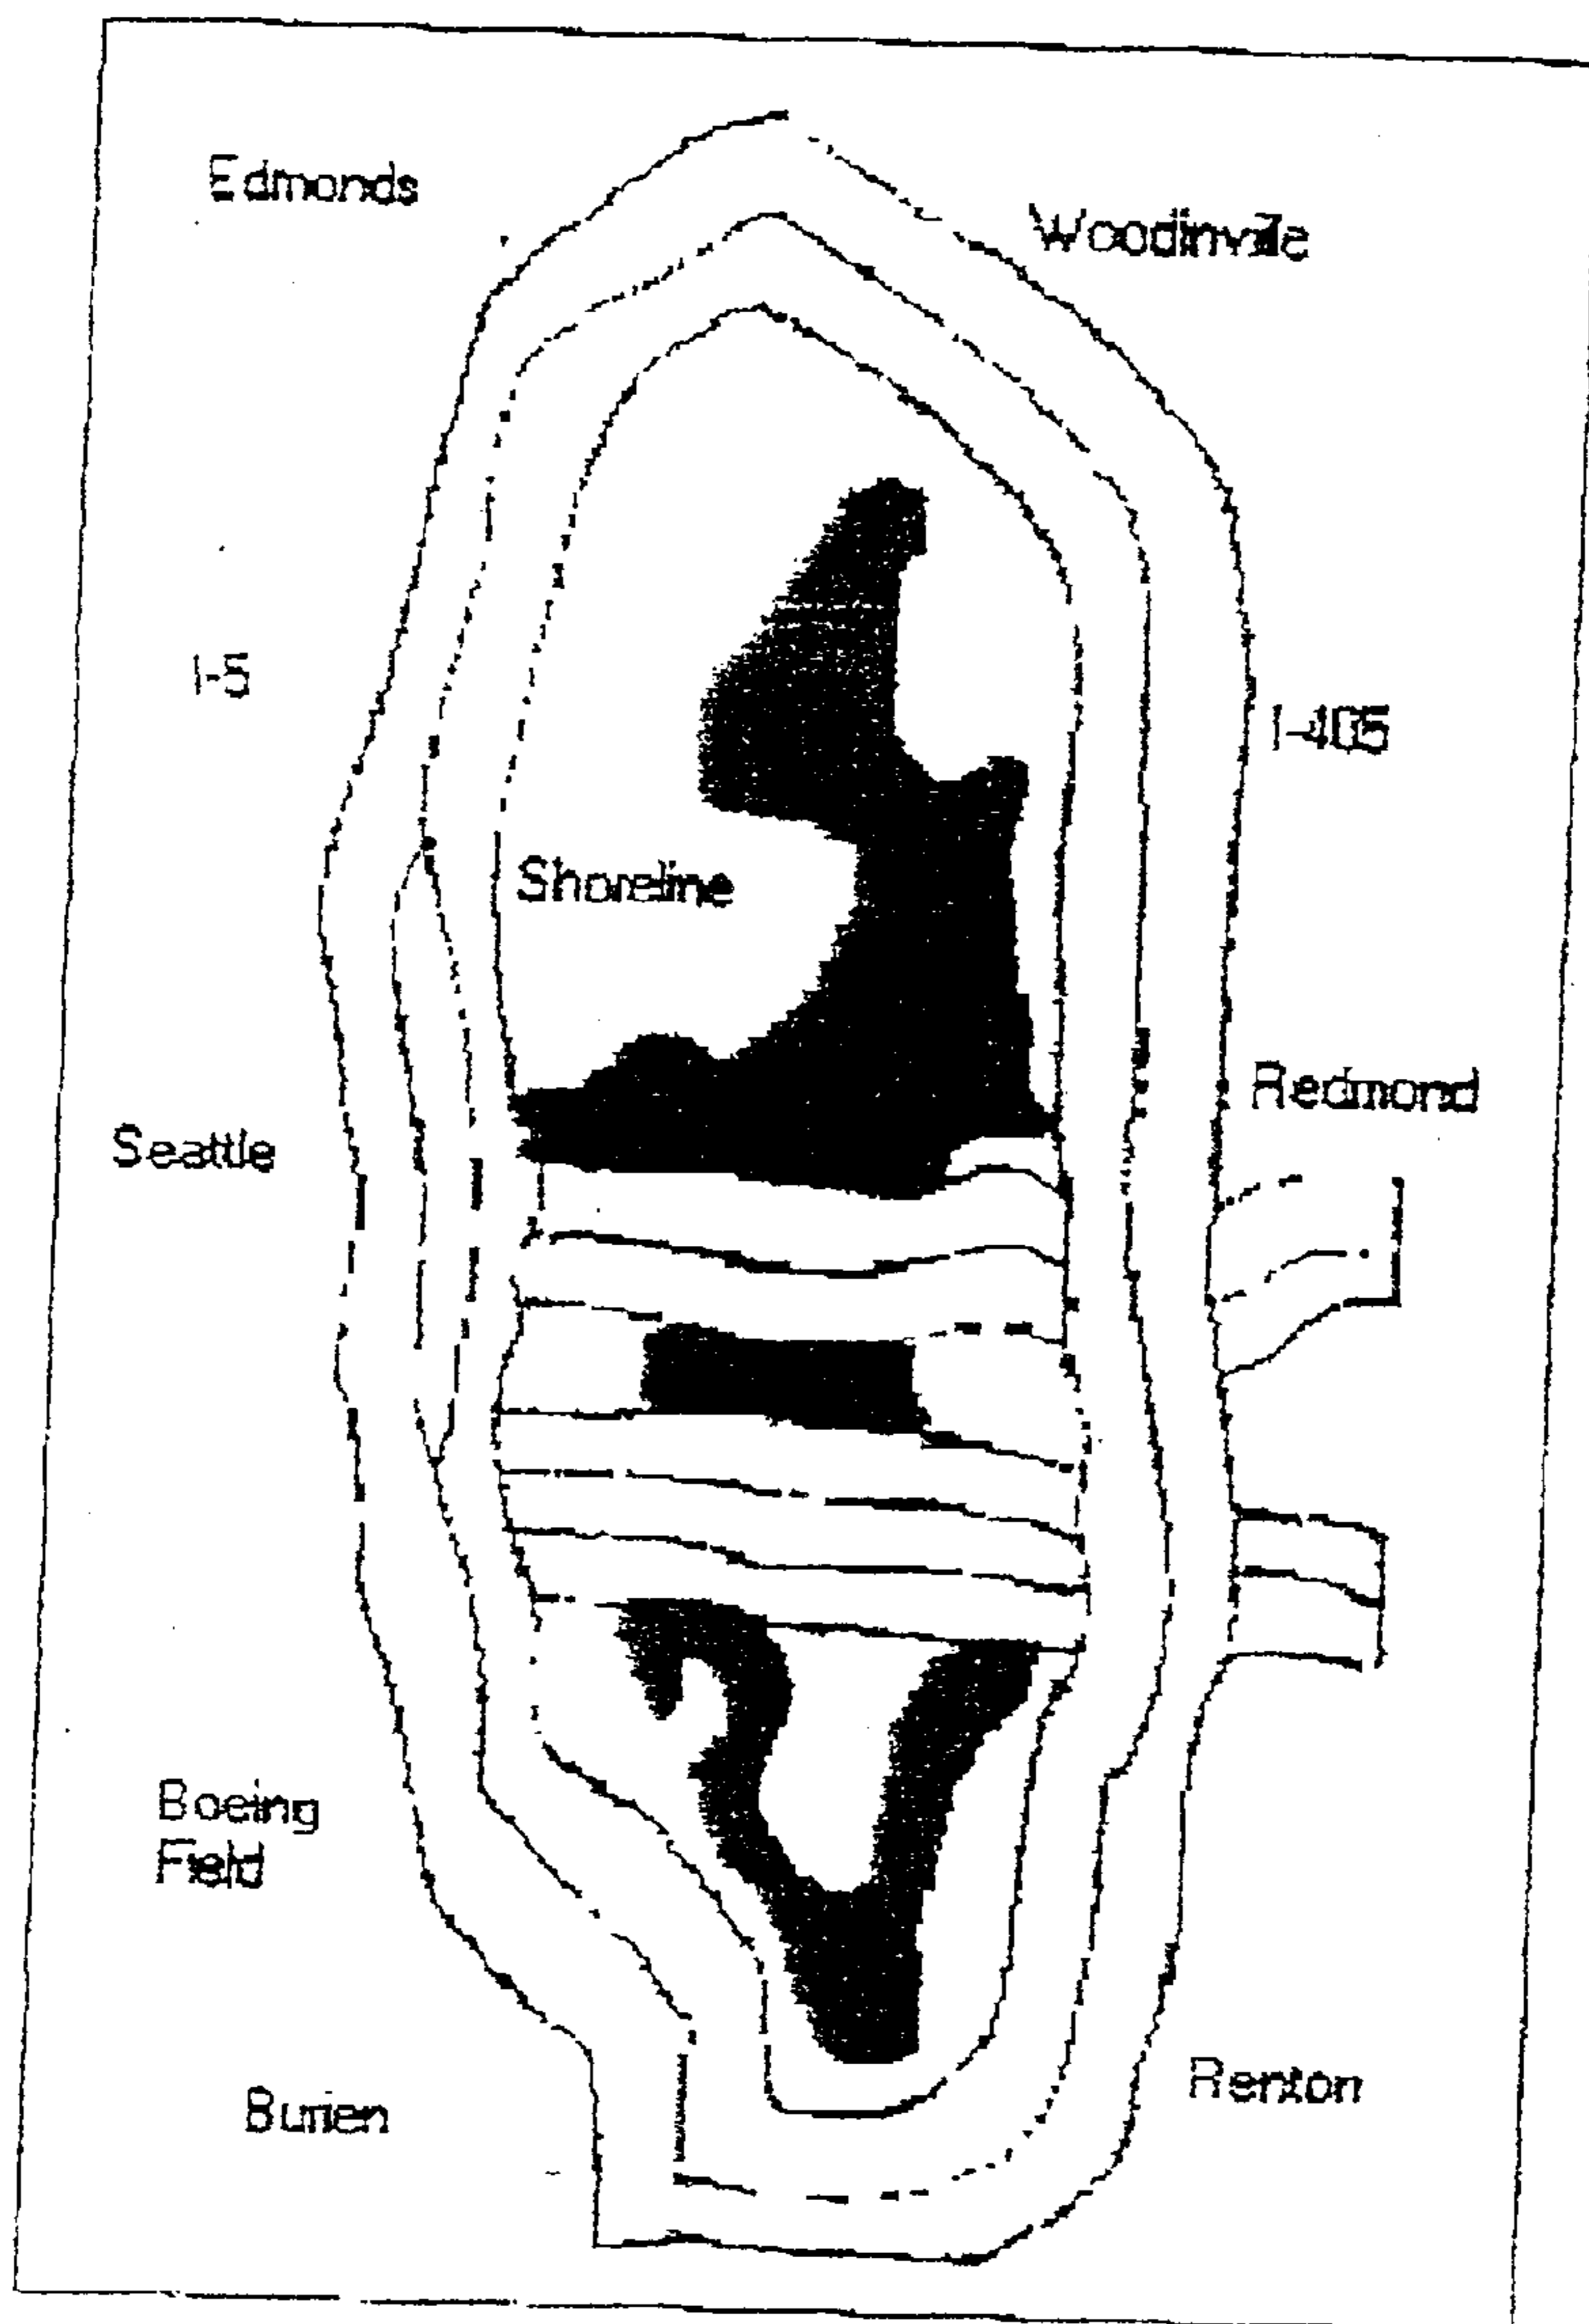 Edmonds
Woodinville
I-5
I-405
Shoreline
Redmond
Seattle
Boeing
Field
Renton
Burien